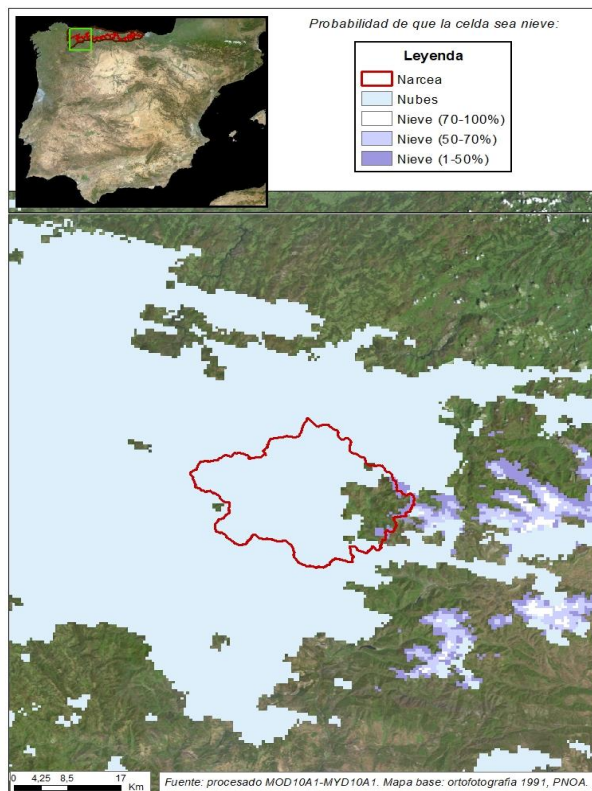 Probabilidad de que la celda sea nieve:
Leyenda
Narcea
Nubes
Nieve (70-100%)
Nieve (50-70%)
Nieve (1-50%)
0 4,25 8,5 17
Km
Fuente: procesado MOD10A1-MYD10A1. Mapa base: ortofotografia 1991, PNOA.